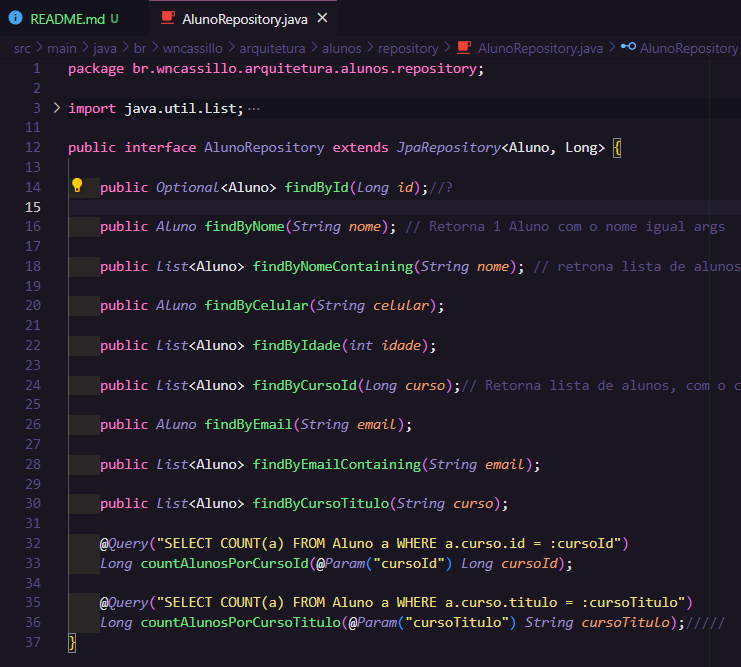 README.md U AlunoRepository.java
src > main > java > br > wncassillo > arquitetura > alunos > repository > AlunoRepository.java > AlunoRepository
1 package br.wncassillo.arquitetura.alunos.repository;
2
3 > import java.util.List; ···
11
12 public interface AlunoRepository extends JpaRepository<Aluno, Long> {
13
14 public Optional<Aluno> findById(Long id);//?
15
16 public Aluno findByNome(String nome); // Retorna 1 Aluno com o nome igual args
17
18 public List<Aluno> findByNomeContaining(String nome); // retrona lista de alunos
19
20 public Aluno findByCelular(String celular);
21
22 public List<Aluno> findByIdade(int idade);
23
24 public List<Aluno> findByCursoId(Long curso);// Retorna lista de alunos, com o c
25
26 public Aluno findByEmail(String email);
27
28 public List<Aluno> findByEmailContaining(String email);
29
30 public List<Aluno> findByCursoTitulo(String curso);
31
32 @Query("SELECT COUNT(a) FROM Aluno a WHERE a.curso.id = :cursoId")
33 Long countAlunosPorCursoId(@Param("cursoId") Long cursoId);
34
35 @Query("SELECT COUNT(a) FROM Aluno a WHERE a.curso.titulo = :cursoTitulo")
36 Long countAlunosPorCursoTitulo(@Param("cursoTitulo") String cursoTitulo);/////
37 }